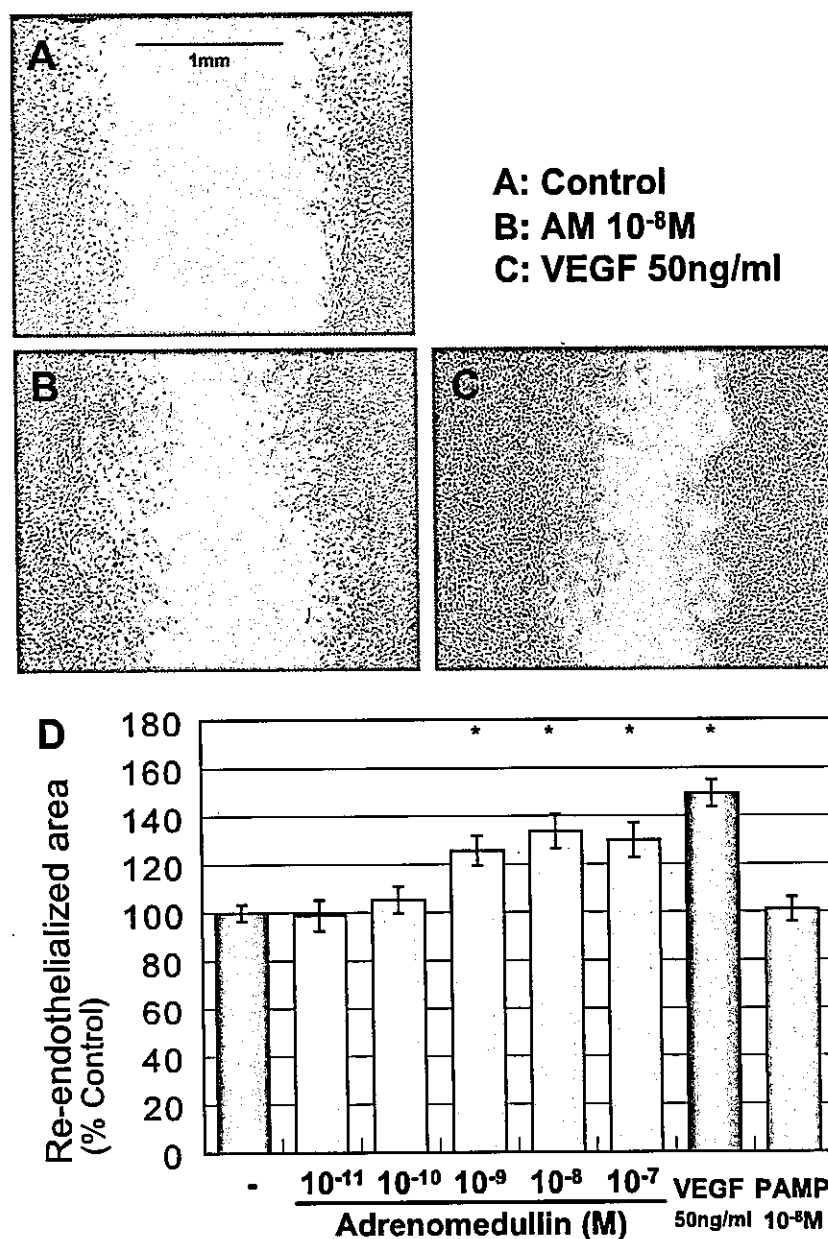 A
1mm
A: Control
B: AM 10⁻⁸M
C: VEGF 50ng/ml
B
C
D
Re-endothelialized area
(% Control)
180
160
140
120
100
80
60
40
20
0
* * * *
- 10⁻¹¹ 10⁻¹⁰ 10⁻⁹ 10⁻⁸ 10⁻⁷ VEGF PAMP
50ng/ml 10⁻⁸M
Adrenomedullin (M)